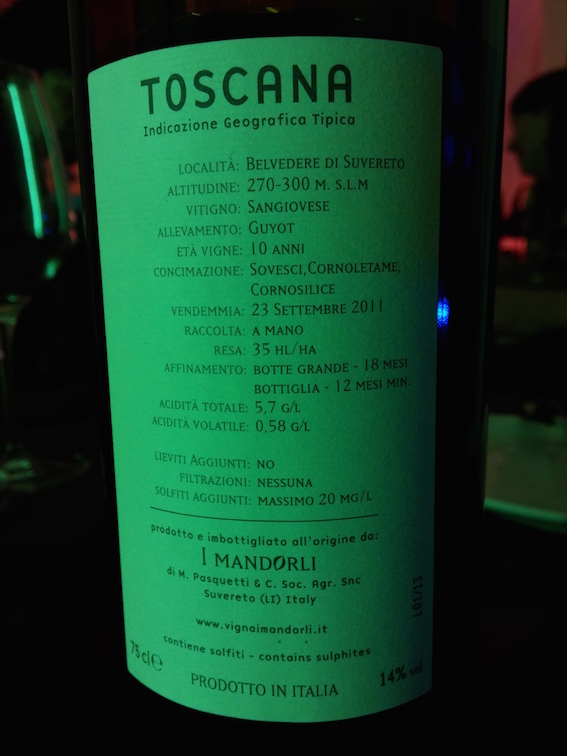 TOSCANA
Indicazione Geografica Tipica
LOCALITÀ: BELVEDERE DI SUVERETO
ALTITUDINE: 270-300 M. S.L.M
VITIGNO: SANGIOVESE
ALLEVAMENTO: GUYOT
ETÀ VIGNE: 10 ANNI
CONCIMAZIONE: SOVESCI, CORNOLETAME,
CORNOSILICE
VENDEMMIA: 23 SETTEMBRE 2011
RACCOLTA: A MANO
RESA: 35 HL/HA
AFFINAMENTO: BOTTE GRANDE - 18 MESI
BOTTIGLIA - 12 MESI MIN.
ACIDITÀ TOTALE: 5,7 G/L
ACIDITÀ VOLATILE: 0,58 G/L
LIEVITI AGGIUNTI: NO
FILTRAZIONI: NESSUNA
SOLFITI AGGIUNTI: MASSIMO 20 MG/L
prodotto e imbottigliato all'origine da:
I MANDORLI
di M. Pasquetti & C. Soc. Agr. Snc
Suvereto (LI) Italy
www.vignaimandorli.it
contiene solfiti - contains sulphites
75 cl e
PRODOTTO IN ITALIA
14% vol
L01/13